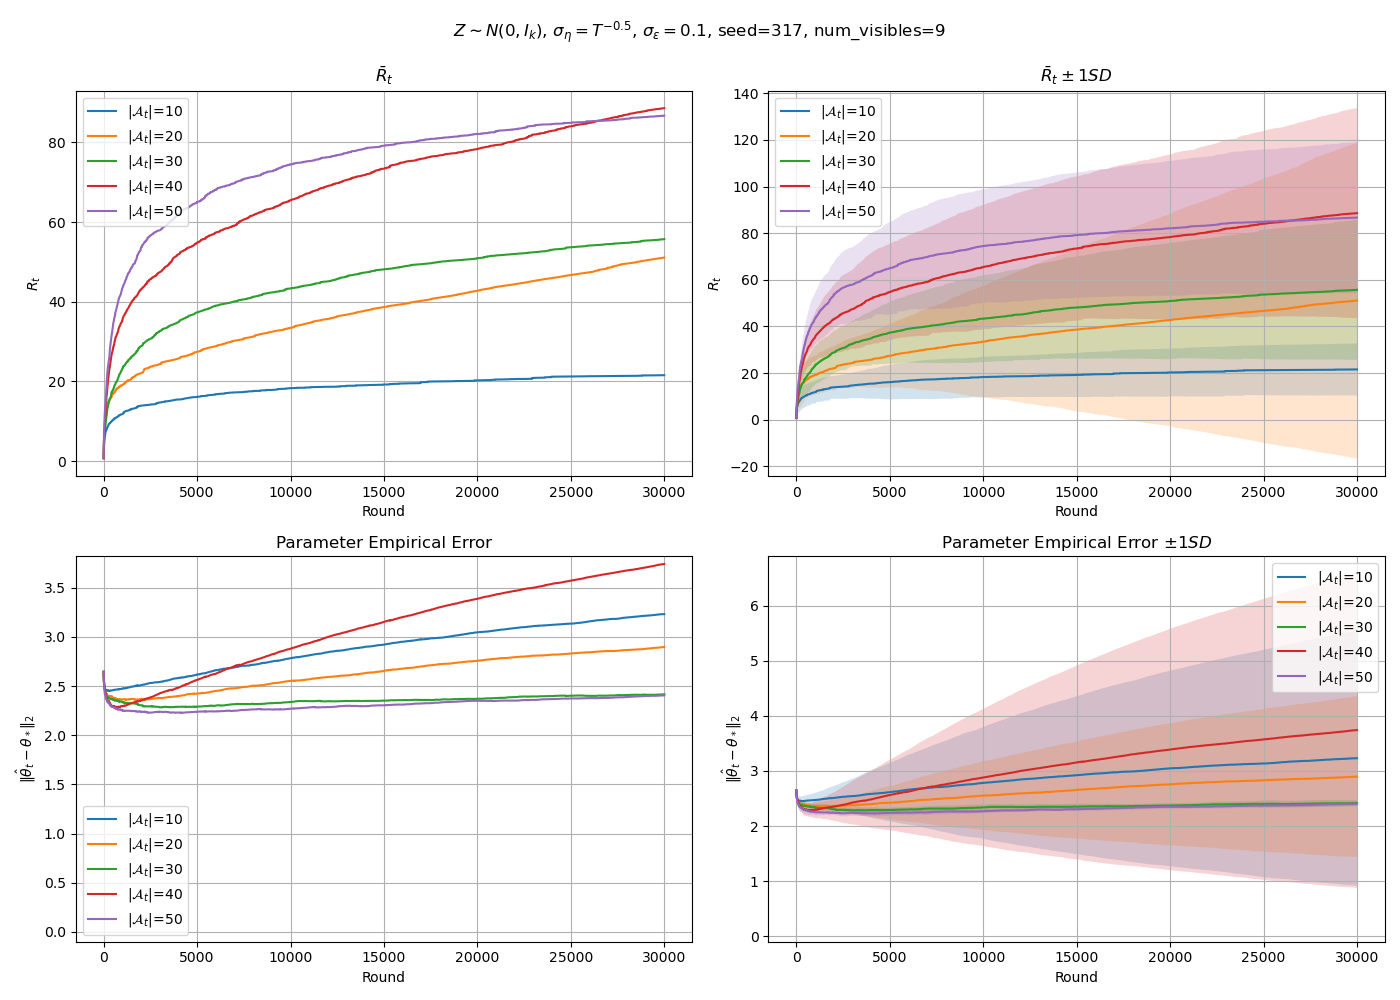 Z ∼ N(0, I_k), σ_η = T^{−0.5}, σ_ε = 0.1, seed=317, num_visibles=9
R̄_t
R_t
80
60
40
20
0
|𝒜_t|=10
|𝒜_t|=20
|𝒜_t|=30
|𝒜_t|=40
|𝒜_t|=50
0 5000 10000 15000 20000 25000 30000
Round
R̄_t ± 1SD
R_t
140
120
100
80
60
40
20
0
−20
|𝒜_t|=10
|𝒜_t|=20
|𝒜_t|=30
|𝒜_t|=40
|𝒜_t|=50
0 5000 10000 15000 20000 25000 30000
Round
Parameter Empirical Error
‖θ̂_t − θ_*‖_2
3.5
3.0
2.5
2.0
1.5
1.0
0.5
0.0
|𝒜_t|=10
|𝒜_t|=20
|𝒜_t|=30
|𝒜_t|=40
|𝒜_t|=50
0 5000 10000 15000 20000 25000 30000
Round
Parameter Empirical Error ±1SD
‖θ̂_t − θ_*‖_2
6
5
4
3
2
1
0
|𝒜_t|=10
|𝒜_t|=20
|𝒜_t|=30
|𝒜_t|=40
|𝒜_t|=50
0 5000 10000 15000 20000 25000 30000
Round